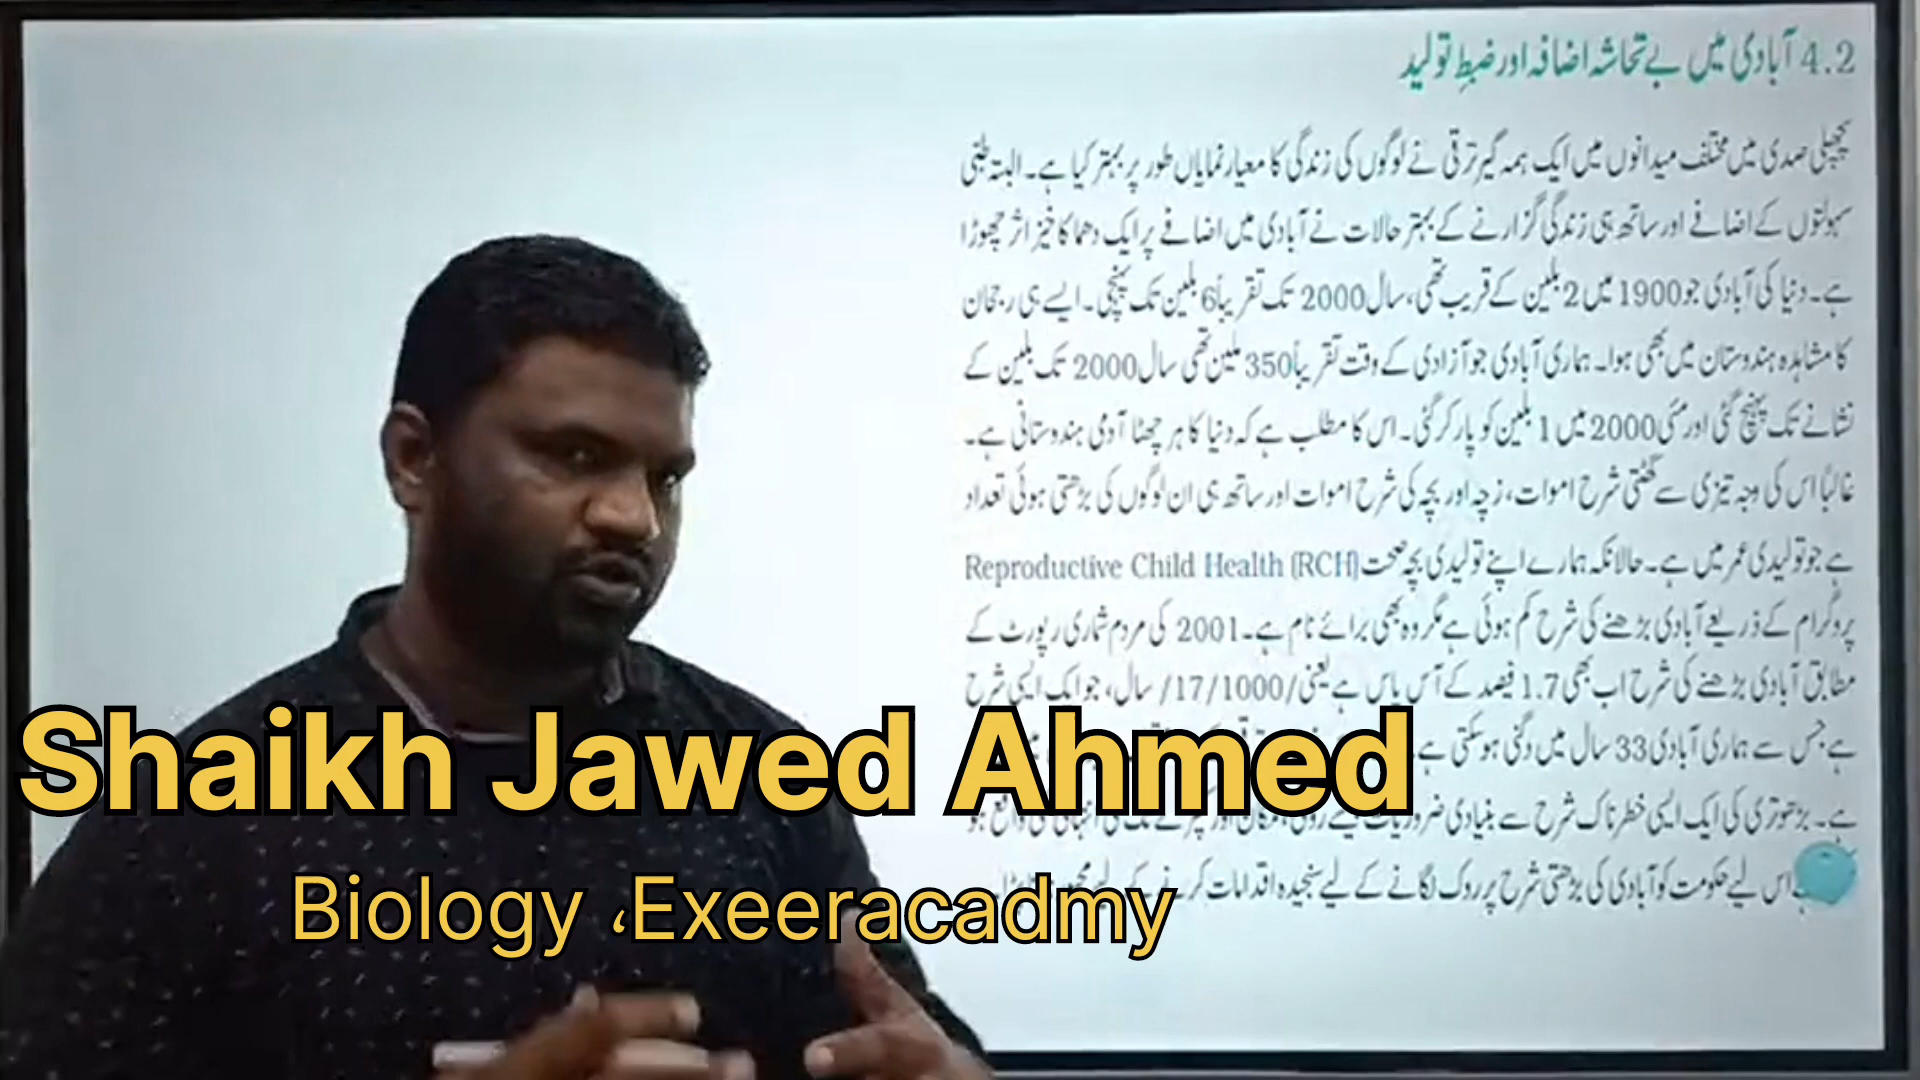 4.2 آبادی میں بے تحاشہ اضافہ اور ضبطِ تولید
پچھلی صدی میں مختلف میدانوں میں ایک ہمہ گیر ترقی نے لوگوں کی زندگی کا معیار نمایاں طور پر بہتر کیا ہے۔ البتہ طبّی
سہولتوں کے اضافے اور ساتھ ہی زندگی گزارنے کے بہتر حالات نے آبادی میں اضافے پر ایک دھماکا خیز اثر چھوڑا
ہے۔ دنیا کی آبادی جو 1900 میں 2 بلین کے قریب تھی، سال 2000 تک تقریباً 6 بلین تک پہنچی۔ ایسے ہی رجحان
کا مشاہدہ ہندوستان میں بھی ہوا۔ ہماری آبادی جو آزادی کے وقت تقریباً 350 ملین تھی سال 2000 تک بلین کے
نشانے تک پہنچ گئی اور مئی 2000 میں 1 بلین کو پار کر گئی۔ اس کا مطلب ہے کہ دنیا کا ہر چھٹا آدمی ہندوستانی ہے۔
غالباً اس کی وجہ تیزی سے گھٹتی شرح اموات، زچہ اور بچہ کی شرح اموات اور ساتھ ہی ان لوگوں کی بڑھتی ہوئی تعداد
ہے جو تولیدی عمر میں ہے۔ حالانکہ ہمارے اپنے تولیدی بچہ صحت Reproductive Child Health (RCH)
پروگرام کے ذریعے آبادی بڑھنے کی شرح کم ہوئی ہے مگر وہ بھی برائے نام ہے۔ 2001 کی مردم شماری رپورٹ کے
مطابق آبادی بڑھنے کی شرح اب بھی 1.7 فیصد کے آس پاس ہے یعنی /17/1000/ سال، جو ایک ایسی شرح
ہے جس سے ہماری آبادی 33 سال میں دگنی ہو سکتی ہے۔
ہے۔ بڑھوتری کی ایک ایسی خطرناک شرح سے بنیادی ضروریات جیسے
اس لیے حکومت کو آبادی کی بڑھتی شرح پر روک لگانے کے لیے سنجیدہ اقدامات کرنے کے لیے
Shaikh Jawed Ahmed
Biology ،Exeeracadmy